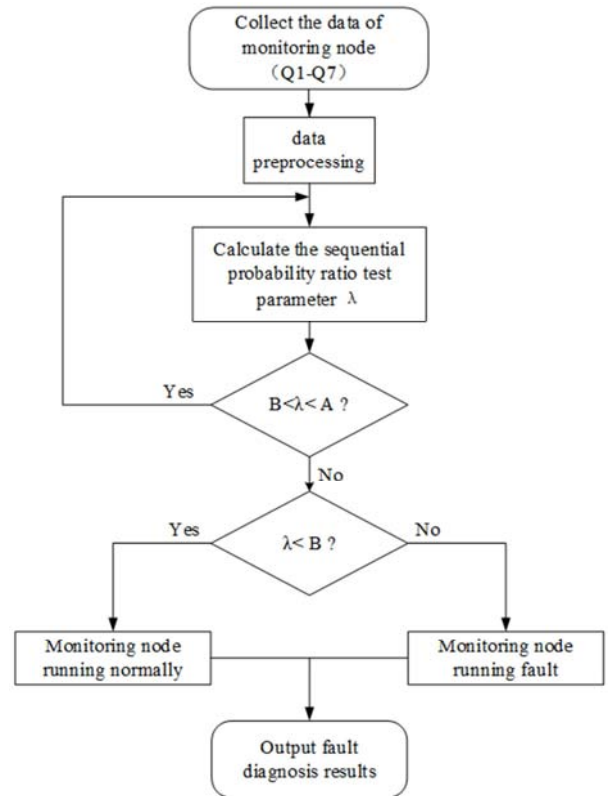 Collect the data of
monitoring node
（Q1-Q7）
data
preprocessing
Calculate the sequential
probability ratio test
parameter λ
Yes
B<λ< A ?
No
Yes
λ< B ?
No
Monitoring node
running normally
Monitoring node
running fault
Output fault
diagnosis results